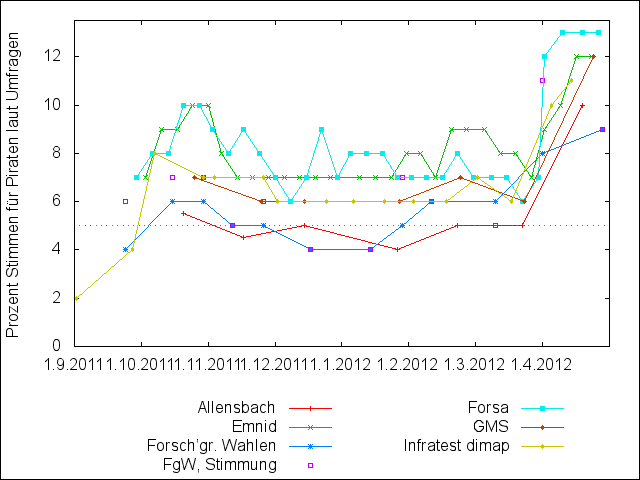 Prozent Stimmen für Piraten laut Umfragen
12
10
8
6
4
2
0
1.9.2011 1.10.2011 1.11.2011 1.12.2011 1.1.2012 1.2.2012 1.3.2012 1.4.2012
Allensbach Forsa
Emnid GMS
Forsch'gr. Wahlen Infratest dimap
FgW, Stimmung